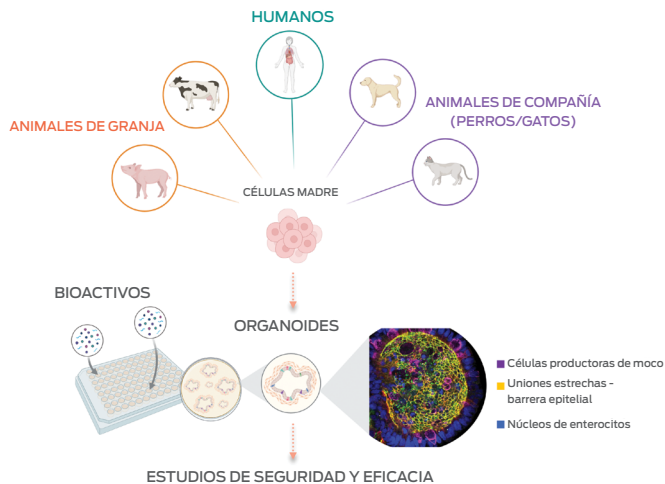 HUMANOS
ANIMALES DE GRANJA
ANIMALES DE COMPAÑÍA
(PERROS/GATOS)
CÉLULAS MADRE
BIOACTIVOS
ORGANOIDES
Células productoras de moco
Uniones estrechas -
barrera epitelial
Núcleos de enterocitos
ESTUDIOS DE SEGURIDAD Y EFICACIA